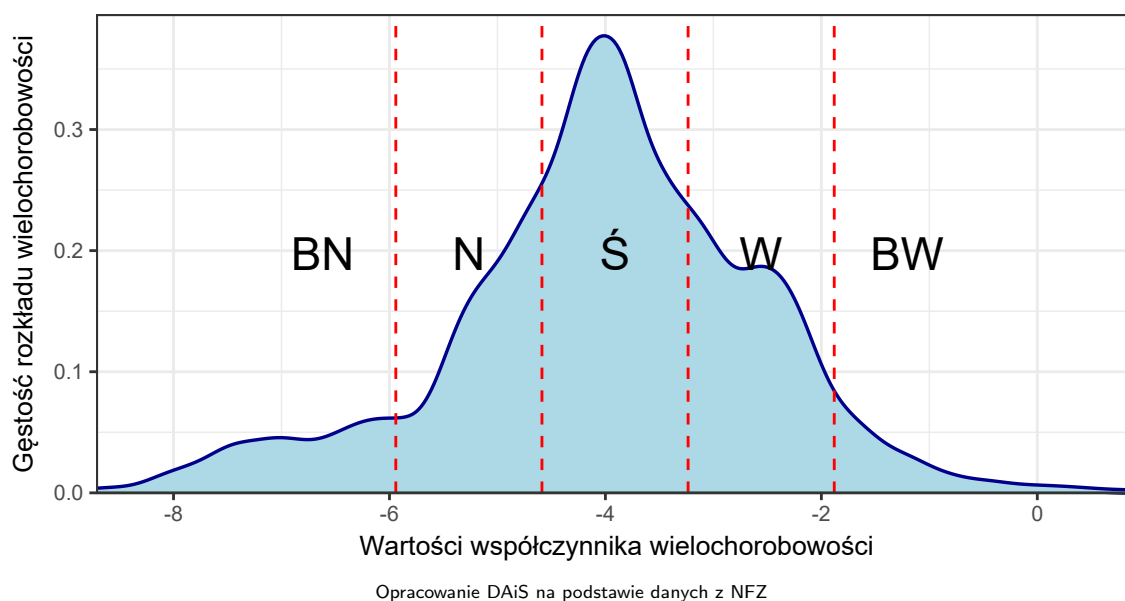 Gęstość rozkładu wielochorobowości
0.3
0.2
0.1
0.0
BN N Ś W BW
-8 -6 -4 -2 0
Wartości współczynnika wielochorobowości
Opracowanie DAiS na podstawie danych z NFZ